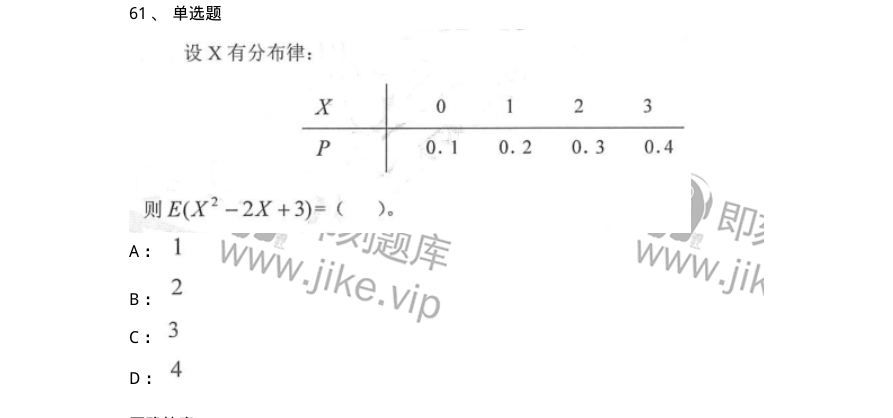 61 、 单选题
设 X 有分布律：
X 0 1 2 3
P 0.1 0.2 0.3 0.4
则 E(X² − 2X + 3)= （ ）。
A： 1
即刻题库
www.jike.vip
即
www.jik
B： 2
C： 3
D： 4